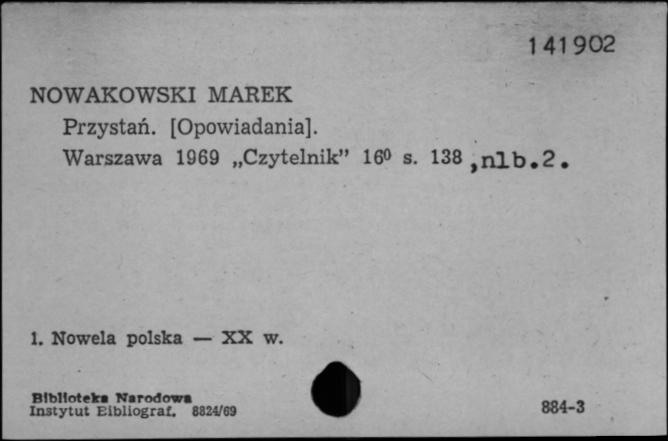 141902
NOWAKOWSKI MAREK
Przystań. [Opowiadania].
Warszawa 1969 „Czytelnik” 16⁰ s. 138 ,nlb.2.
1. Nowela polska — XX w.
Biblioteka Narodowa
Instytut Bibliograf. 8824/69
884-3